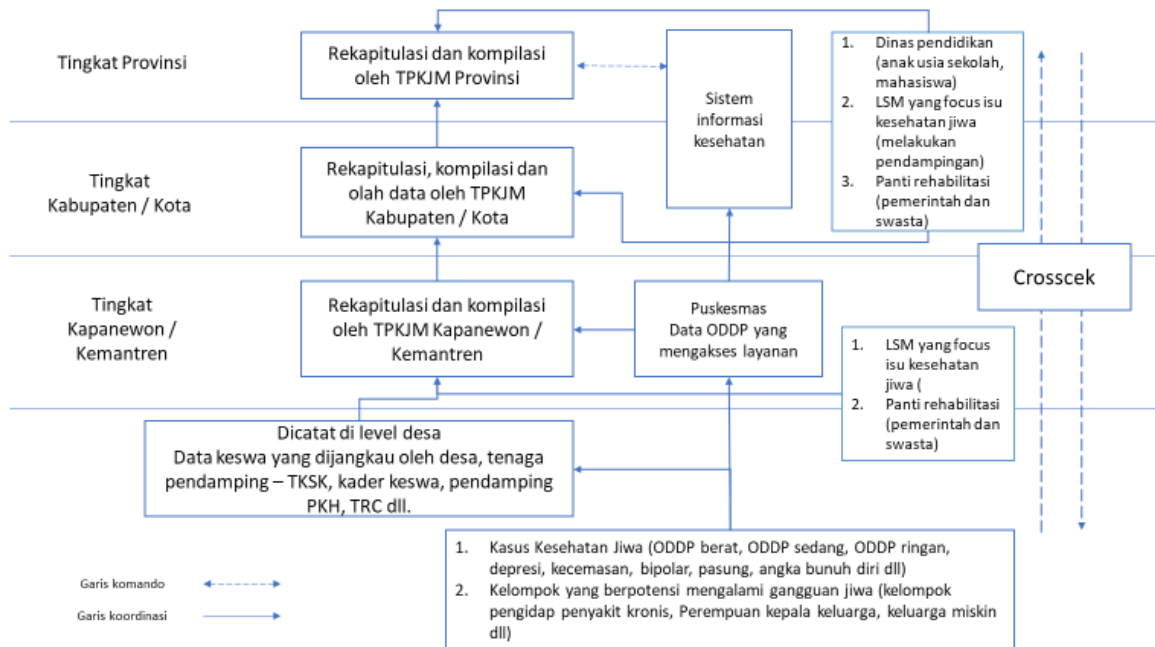 Tingkat Provinsi
Rekapitulasi dan kompilasi
oleh TPKJM Provinsi
Sistem
informasi
kesehatan
1. Dinas pendidikan
(anak usia sekolah,
mahasiswa)
2. LSM yang focus isu
kesehatan jiwa
(melakukan
pendampingan)
3. Panti rehabilitasi
(pemerintah dan
swasta)
Tingkat
Kabupaten / Kota
Rekapitulasi, kompilasi dan
olah data oleh TPKJM
Kabupaten / Kota
Crosscek
Tingkat
Kapanewon /
Kemantren
Rekapitulasi dan kompilasi
oleh TPKJM Kapanewon /
Kemantren
Puskesmas
Data ODDP yang
mengakses layanan
1. LSM yang focus
isu kesehatan
jiwa (
2. Panti rehabilitasi
(pemerintah dan
swasta)
Dicatat di level desa
Data keswa yang dijangkau oleh desa, tenaga
pendamping – TKSK, kader keswa, pendamping
PKH, TRC dll.
1. Kasus Kesehatan Jiwa (ODDP berat, ODDP sedang, ODDP ringan,
depresi, kecemasan, bipolar, pasung, angka bunuh diri dll)
2. Kelompok yang berpotensi mengalami gangguan jiwa (kelompok
pengidap penyakit kronis, Perempuan kepala keluarga, keluarga miskin
dll)
Garis komando
Garis koordinasi